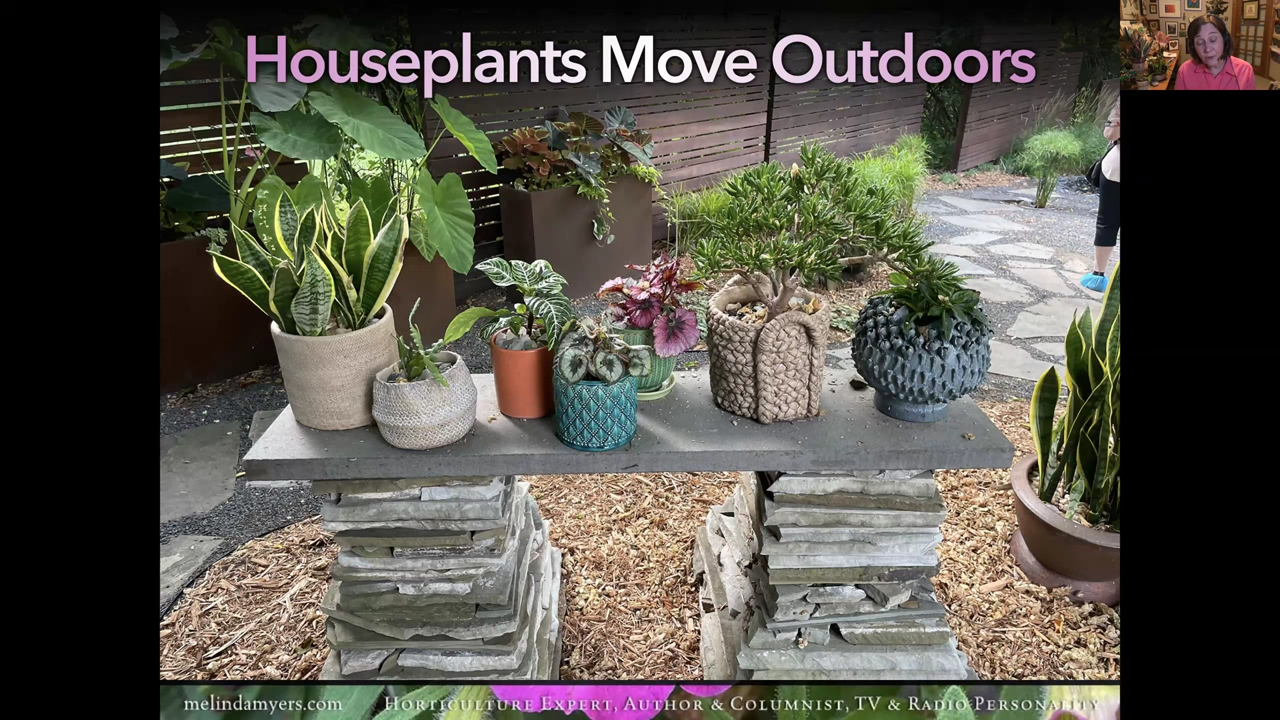 Houseplants Move Outdoors
melindamyers.com
Horticulture Expert, Author & Columnist, TV & Radio Personality